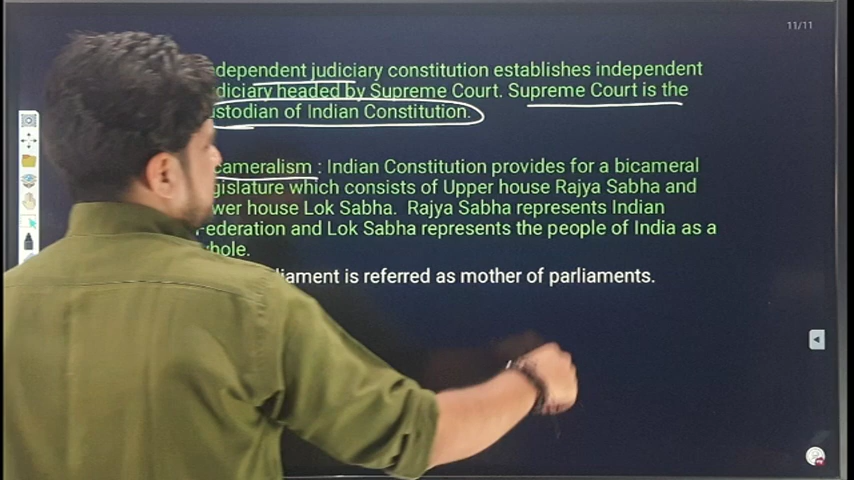 11/11
dependent judiciary constitution establishes independent
diciary headed by Supreme Court. Supreme Court is the
ustodian of Indian Constitution.
cameralism : Indian Constitution provides for a bicameral
gislature which consists of Upper house Rajya Sabha and
wer house Lok Sabha. Rajya Sabha represents Indian
Federation and Lok Sabha represents the people of India as a
whole.
liament is referred as mother of parliaments.